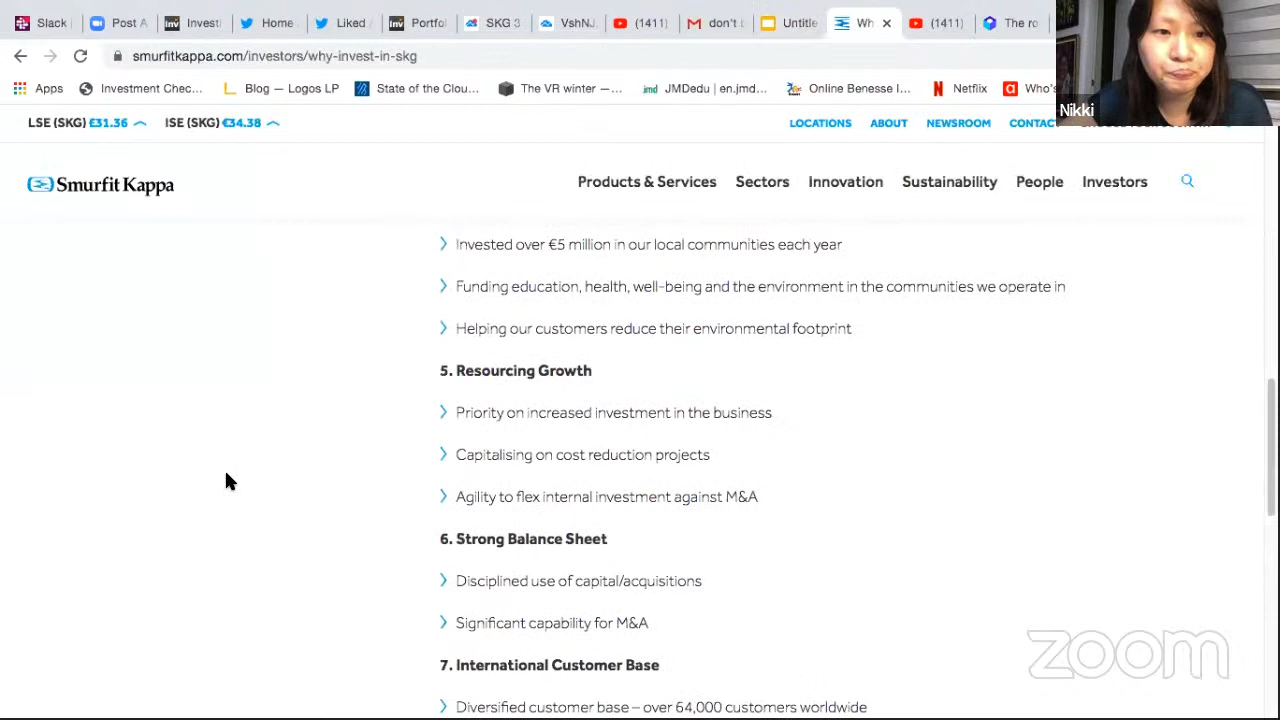 Slack
Post A
Investi
Home
Liked
Portfo
SKG 3
VshNJ
(1411)
don't
Untitle
Wh
(1411)
The ro
smurfitkappa.com/investors/why-invest-in-skg
Apps
Investment Chec...
Blog — Logos LP
State of the Clou...
The VR winter —...
JMDedu | en.jmd...
Online Benesse I...
Netflix
Who's
Nikki
LSE (SKG) £31.36
ISE (SKG) €34.38
LOCATIONS
ABOUT
NEWSROOM
CONTACT
Smurfit Kappa
Products & Services
Sectors
Innovation
Sustainability
People
Investors
Invested over €5 million in our local communities each year
Funding education, health, well-being and the environment in the communities we operate in
Helping our customers reduce their environmental footprint
5. Resourcing Growth
Priority on increased investment in the business
Capitalising on cost reduction projects
Agility to flex internal investment against M&A
6. Strong Balance Sheet
Disciplined use of capital/acquisitions
Significant capability for M&A
7. International Customer Base
Diversified customer base – over 64,000 customers worldwide
zoom